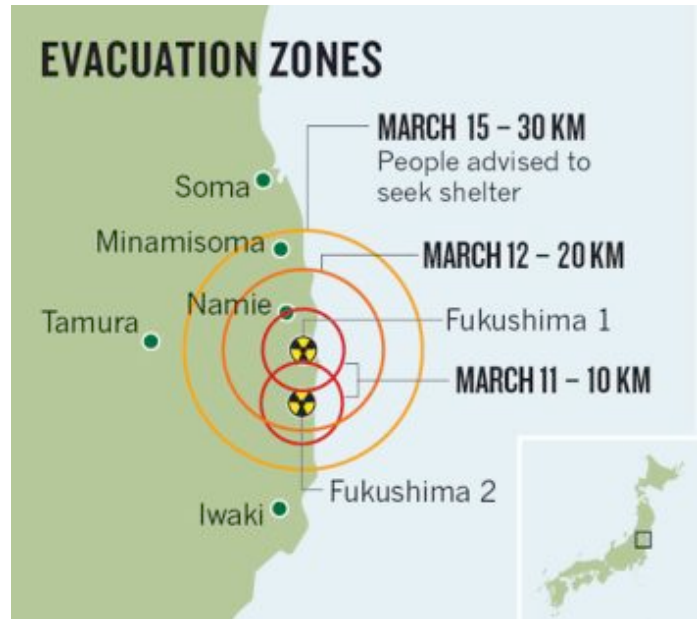 EVACUATION ZONES
MARCH 15 – 30 KM
People advised to
seek shelter
Soma
Minamisoma
MARCH 12 – 20 KM
Namie
Fukushima 1
Tamura
MARCH 11 – 10 KM
Fukushima 2
Iwaki